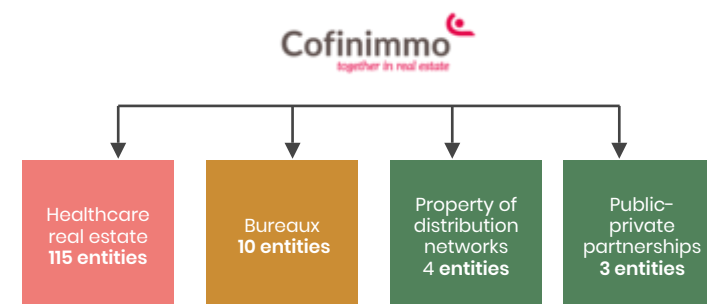 Cofinimmo
together in real estate
Healthcare
real estate
115 entities
Bureaux
10 entities
Property of
distribution
networks
4 entities
Public-
private
partnerships
3 entities